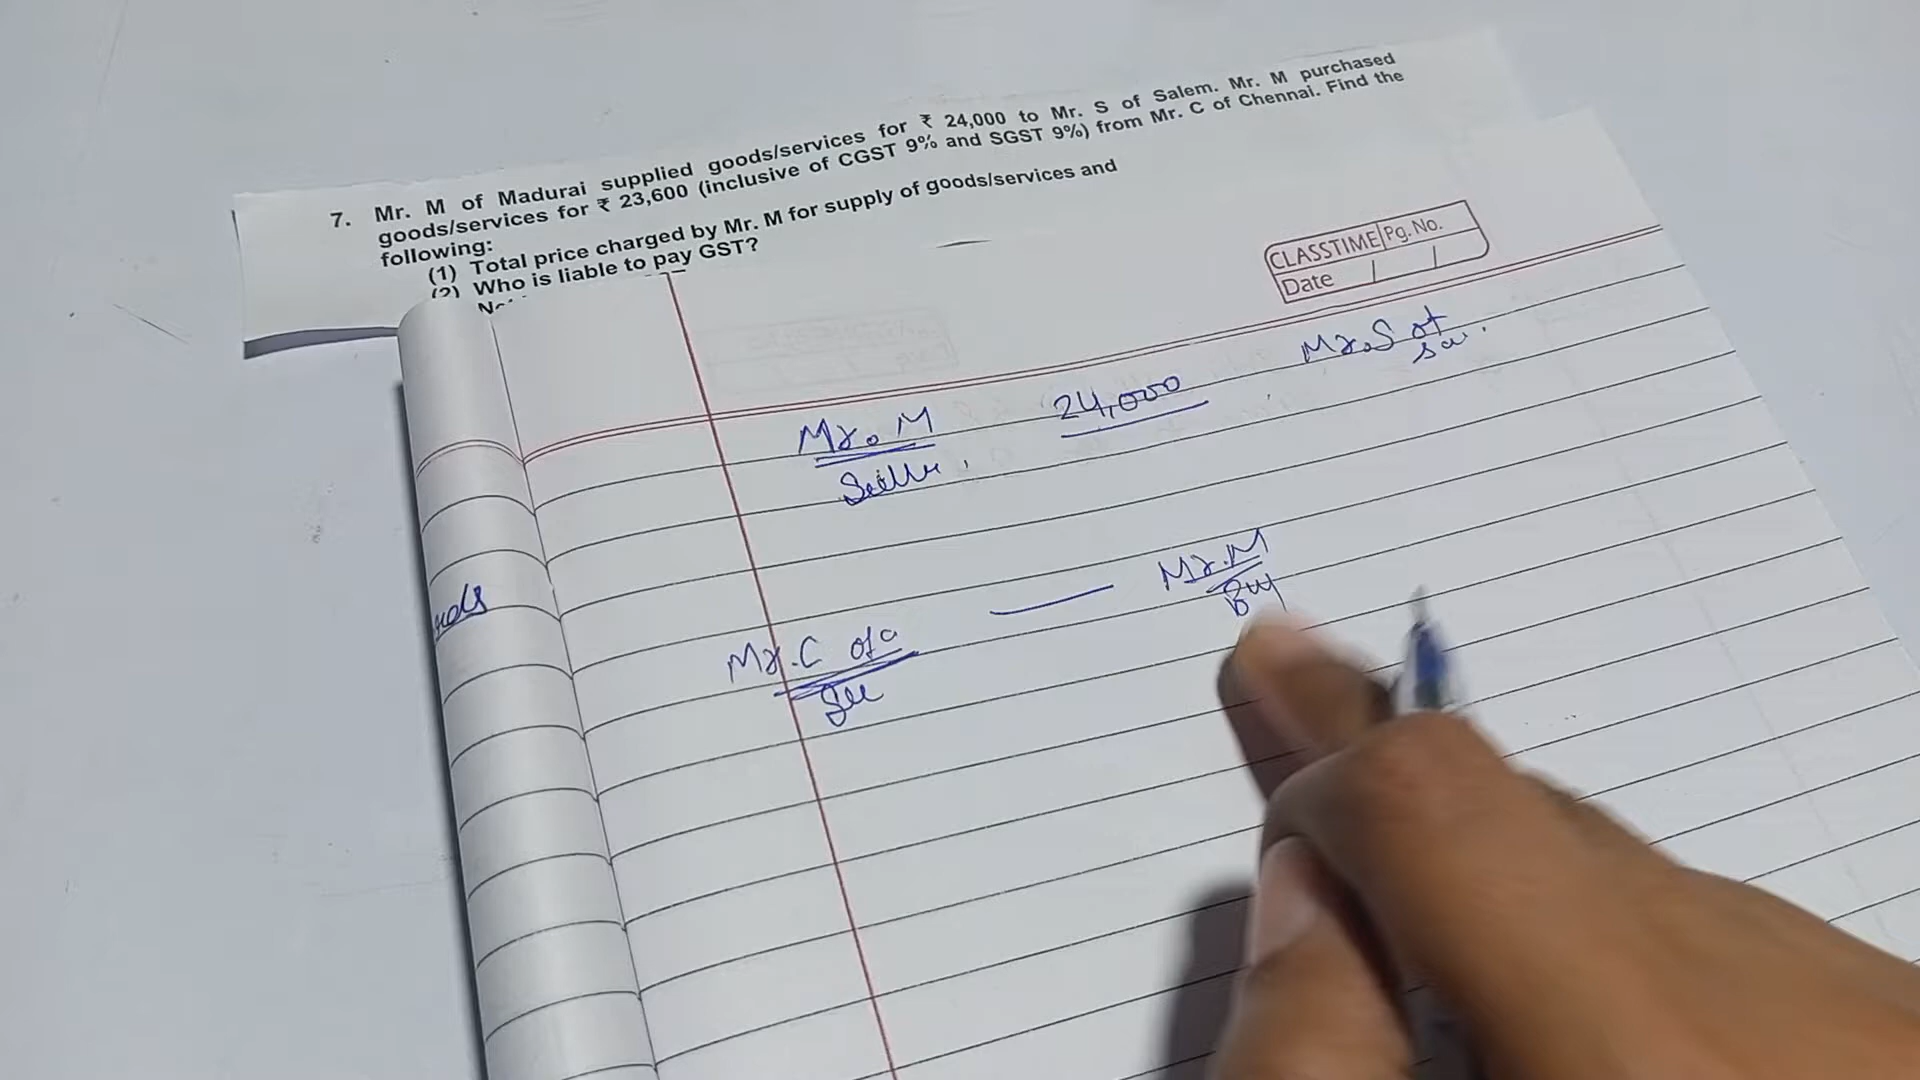 7. Mr. M of Madurai supplied goods/services for ₹ 24,000 to Mr. S of Salem. Mr. M purchased
goods/services for ₹ 23,600 (inclusive of CGST 9% and SGST 9%) from Mr. C of Chennai. Find the
following:
(1) Total price charged by Mr. M for supply of goods/services and
(2) Who is liable to pay GST?
CLASSTIME Pg. No.
Date / /
Mr. M 24,000 Mr. S of
Mr. M
Buy
Mr. C of C